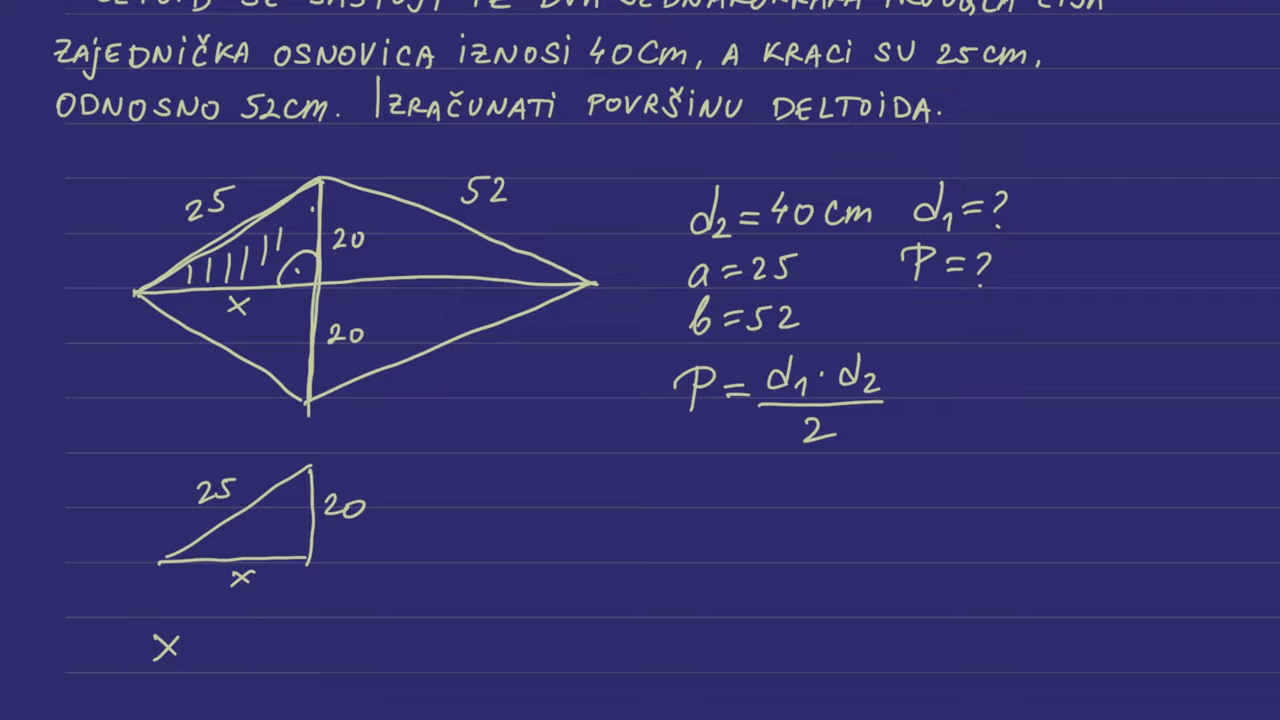 ZAJEDNIČKA OSNOVICA IZNOSI 40cm, A KRACI SU 25cm,
ODNOSNO 52cm. IZRAČUNATI POVRŠINU DELTOIDA.
25
52
20
x
20
d₂ = 40 cm d₁ = ?
a = 25 P = ?
b = 52
P = d₁ · d₂ / 2
25
20
x
x